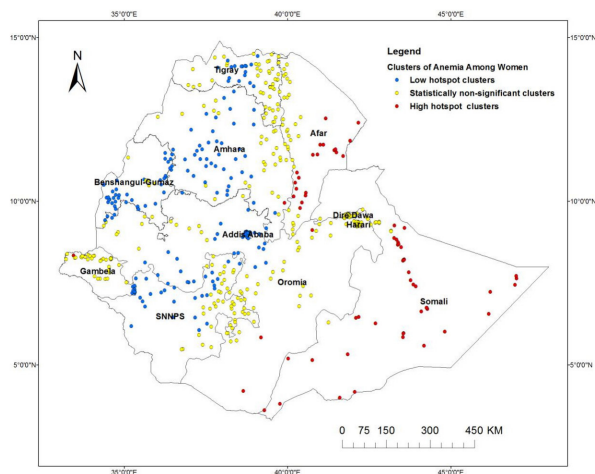 35°0'0"E 40°0'0"E 45°0'0"E
15°0'0"N 15°0'0"N
N
Legend
Clusters of Anemia Among Women
Low hotspot clusters
Statistically non-significant clusters
High hotspot clusters
Tigray
Afar
Amhara
Benshangul-Gumaz
10°0'0"N 10°0'0"N
Dire Dawa
Harari
Addis Ababa
Gambela
Oromia
Somali
SNNPS
5°0'0"N 5°0'0"N
0 75 150 300 450 KM
35°0'0"E 40°0'0"E 45°0'0"E